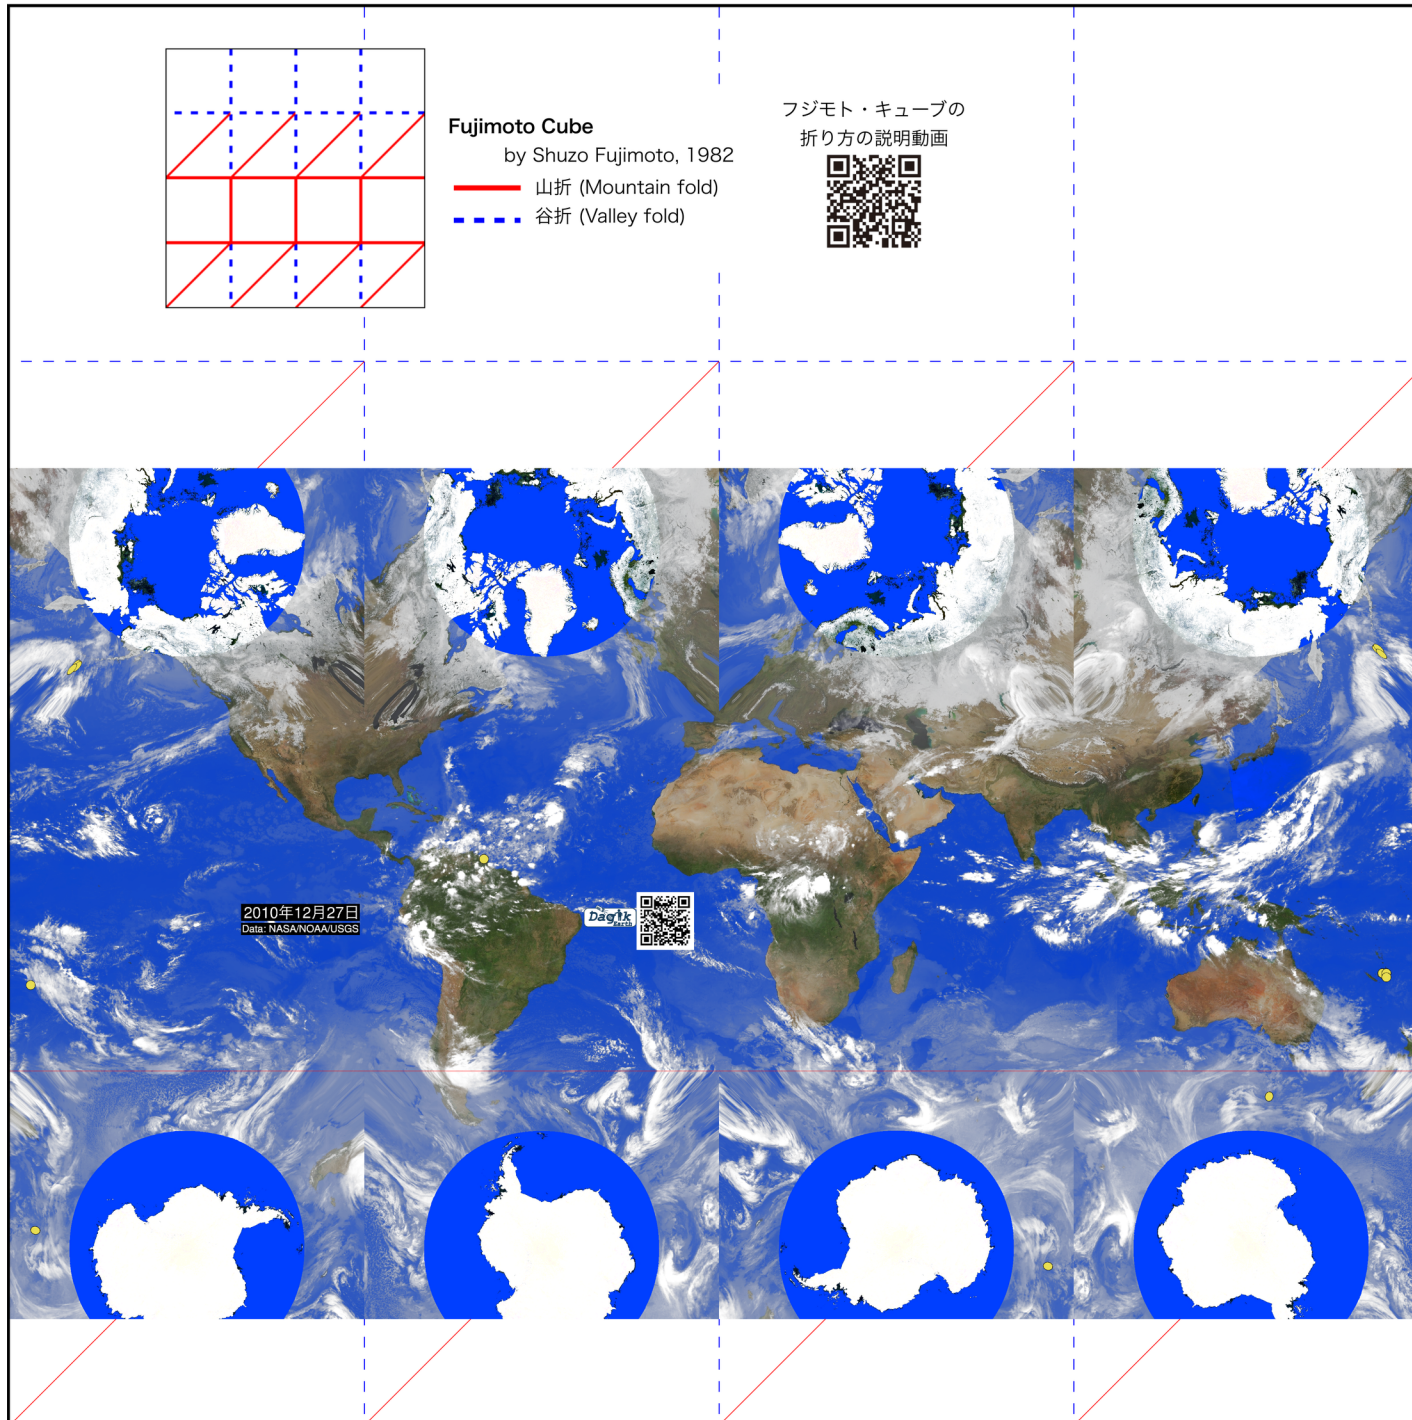 Fujimoto Cube
by Shuzo Fujimoto, 1982
山折 (Mountain fold)
谷折 (Valley fold)
フジモト・キューブの
折り方の説明動画
2010年12月27日
Data: NASA/NOAA/USGS
Dagik
Earth